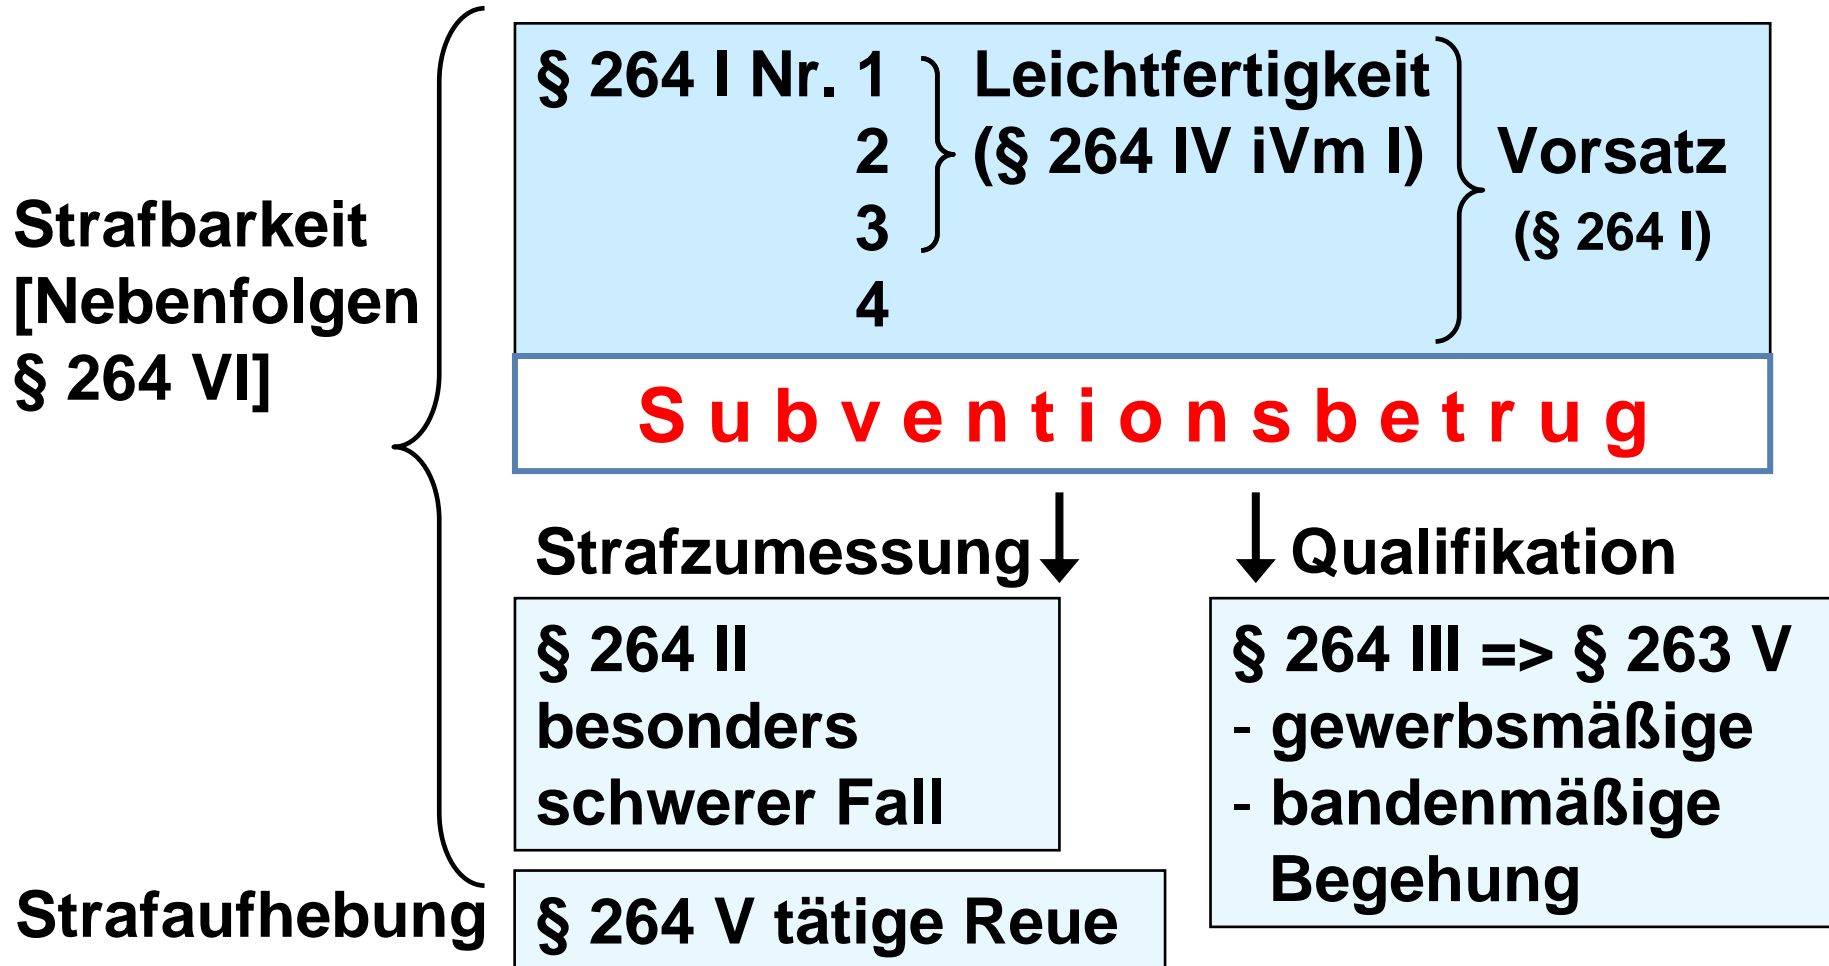 § 264 I Nr. 1 Leichtfertigkeit
2 (§ 264 IV iVm I) Vorsatz
3 (§ 264 I)
4
Strafbarkeit
[Nebenfolgen
§ 264 VI]
Subventionsbetrug
Strafzumessung
§ 264 II
besonders
schwerer Fall
Qualifikation
§ 264 III => § 263 V
- gewerbsmäßige
- bandenmäßige
Begehung
Strafaufhebung
§ 264 V tätige Reue